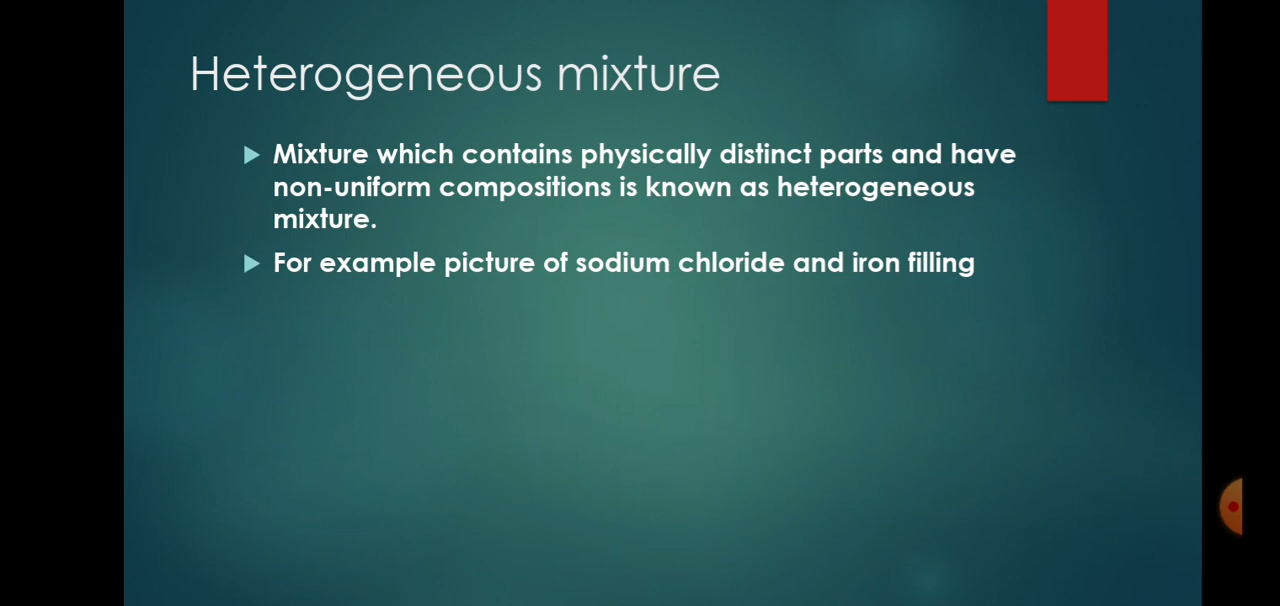 Heterogeneous mixture
Mixture which contains physically distinct parts and have
non-uniform compositions is known as heterogeneous
mixture.
For example picture of sodium chloride and iron filling